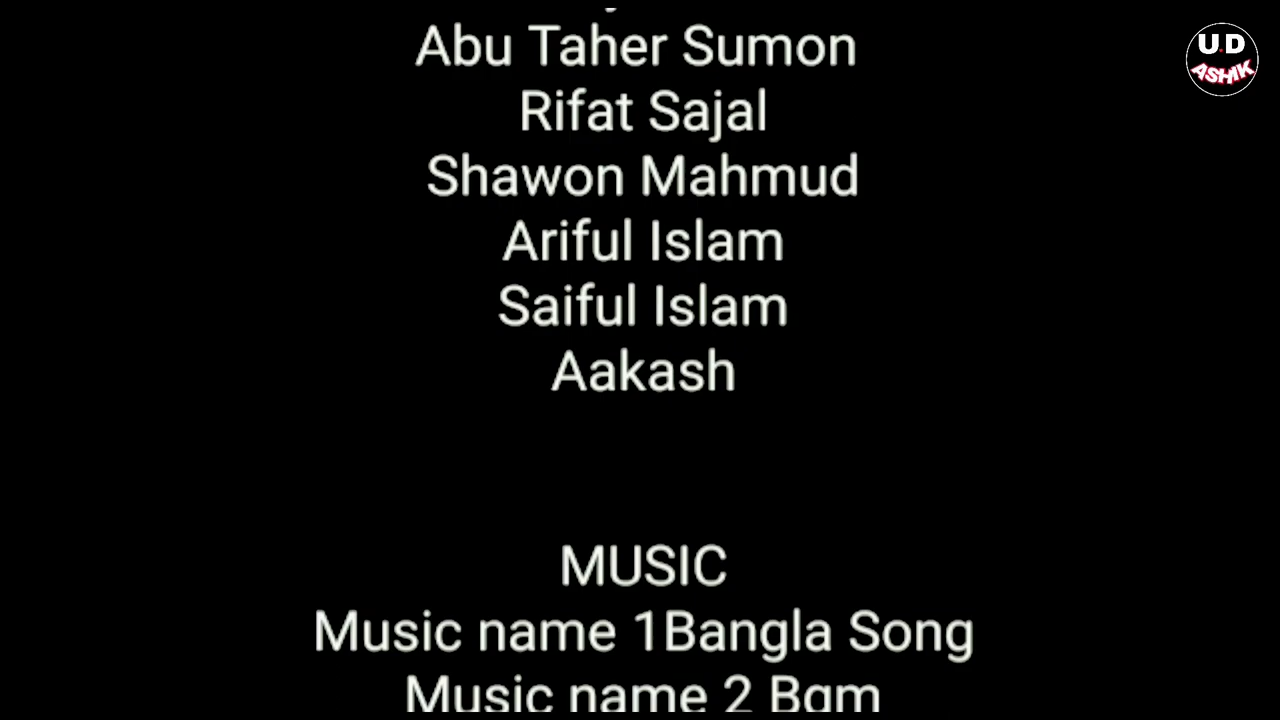 Abu Taher Sumon
Rifat Sajal
Shawon Mahmud
Ariful Islam
Saiful Islam
Aakash
MUSIC
Music name 1Bangla Song
Music name 2 Bgm
U.D
ASHIK